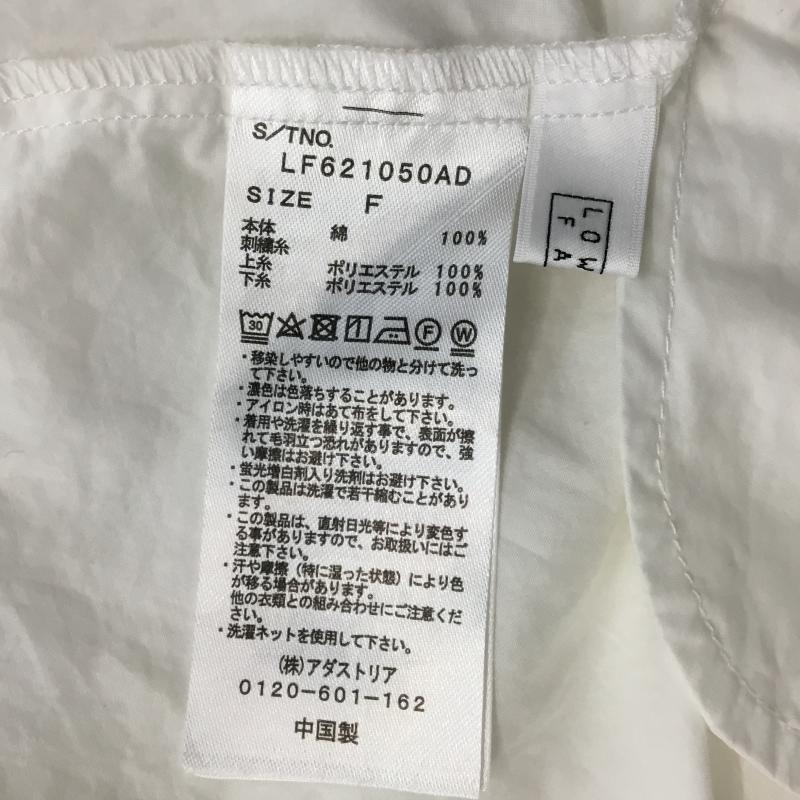 S/TNO.
LF621050AD
SIZE F
本体 綿 100%
刺繍糸
上糸 ポリエステル 100%
下糸 ポリエステル 100%
30 F W
・移染しやすいので他の物と分けて洗っ
て下さい。
・濃色は色落ちすることがあります。
・アイロン時はあて布をして下さい。
・着用や洗濯を繰り返す事で、表面が擦
れて毛羽立つ恐れがありますので、強
い摩擦はお避け下さい。
・蛍光増白剤入り洗剤はお避け下さい。
・この製品は洗濯で若干縮むことがあり
ます。
・この製品は、直射日光等により変色す
る事がありますので、お取扱いにはご
注意下さい。
・汗や摩擦(特に湿った状態)により色
が移る場合があります。
他の衣類との組み合わせにご注意くだ
さい。
・洗濯ネットを使用して下さい。
(株)アダストリア
0120-601-162
中国製
LOW
FA